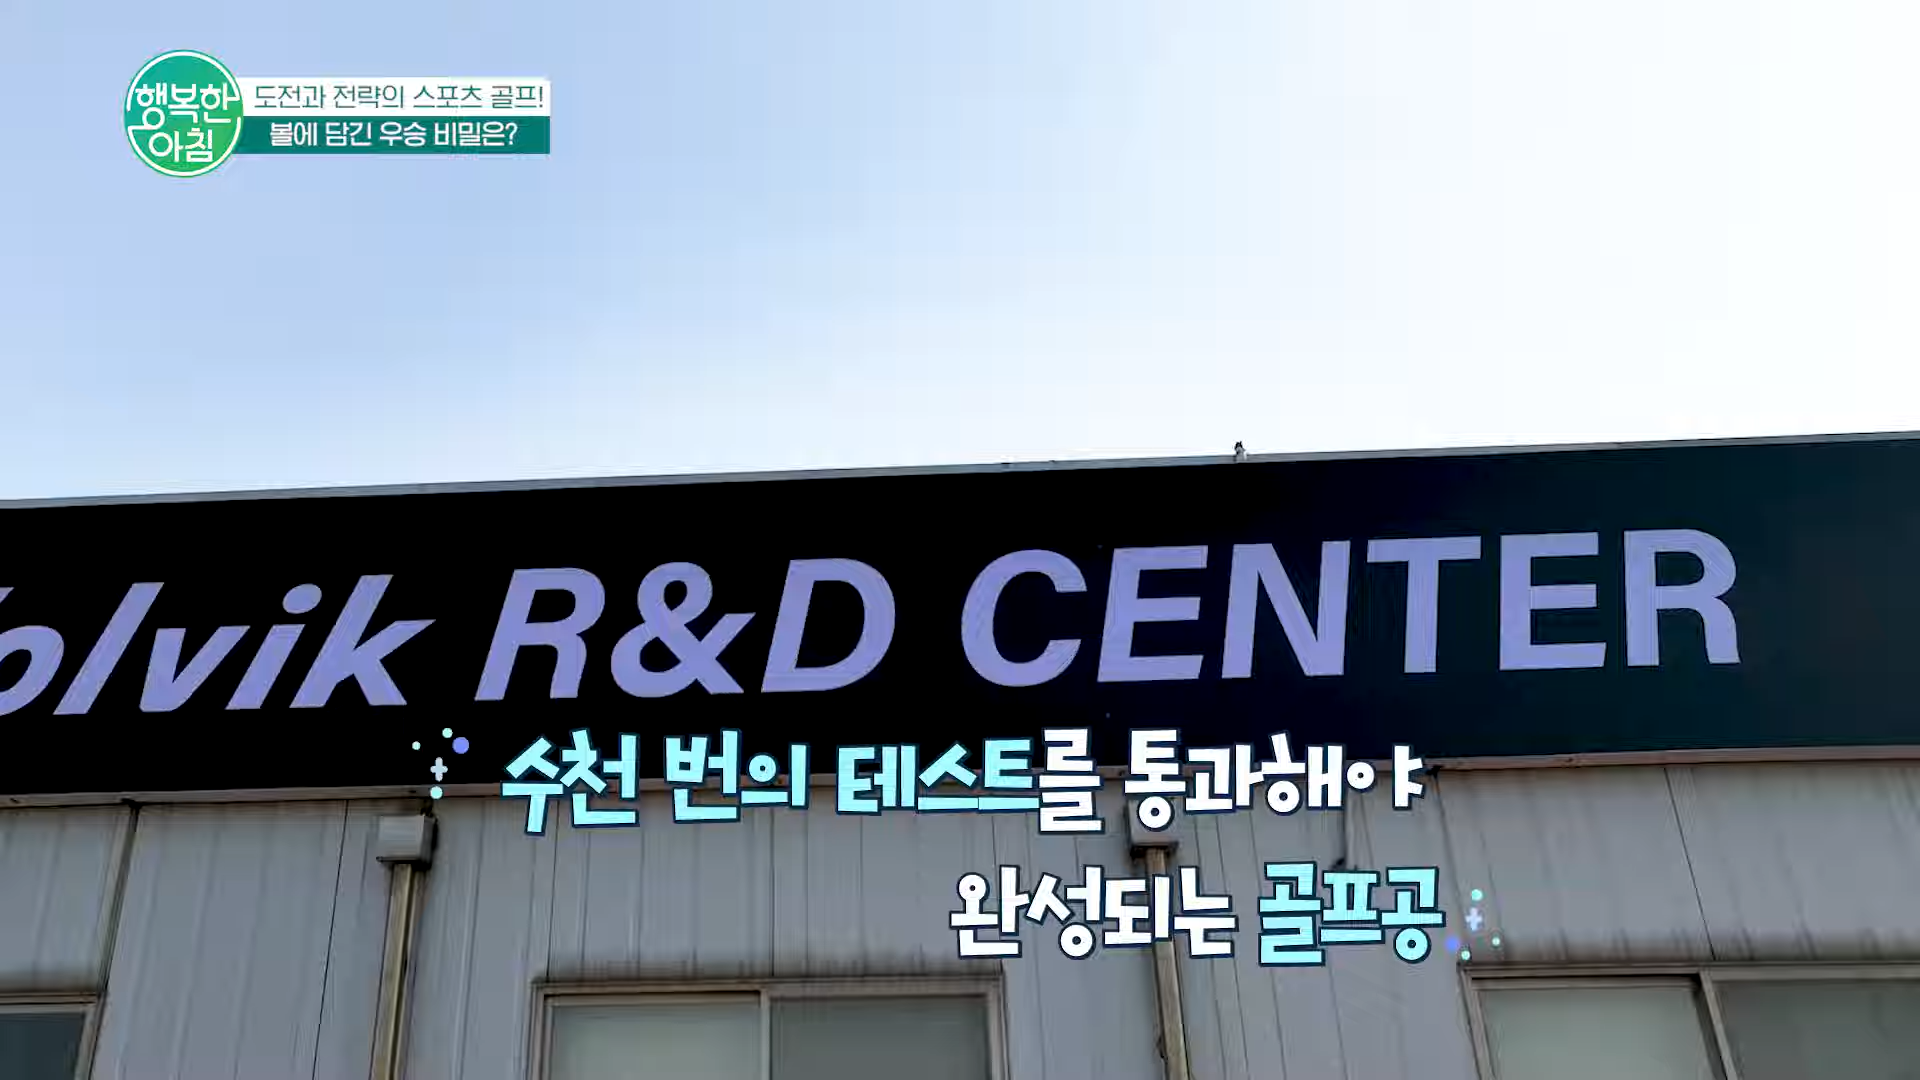 행복한
아침
도전과 전략의 스포츠 골프!
볼에 담긴 우승 비밀은?
olvik R&D CENTER
수천 번의 테스트를 통과해야
완성되는 골프공